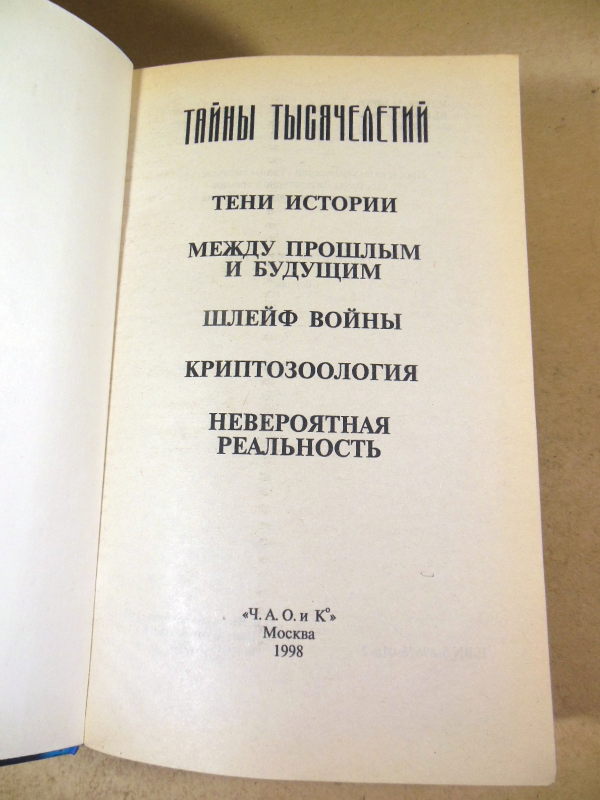 ТАЙНЫ ТЫСЯЧЕЛЕТИЙ
ТЕНИ ИСТОРИИ
МЕЖДУ ПРОШЛЫМ
И БУДУЩИМ
ШЛЕЙФ ВОЙНЫ
КРИПТОЗООЛОГИЯ
НЕВЕРОЯТНАЯ
РЕАЛЬНОСТЬ
«Ч. А. О. и К°»
Москва
1998